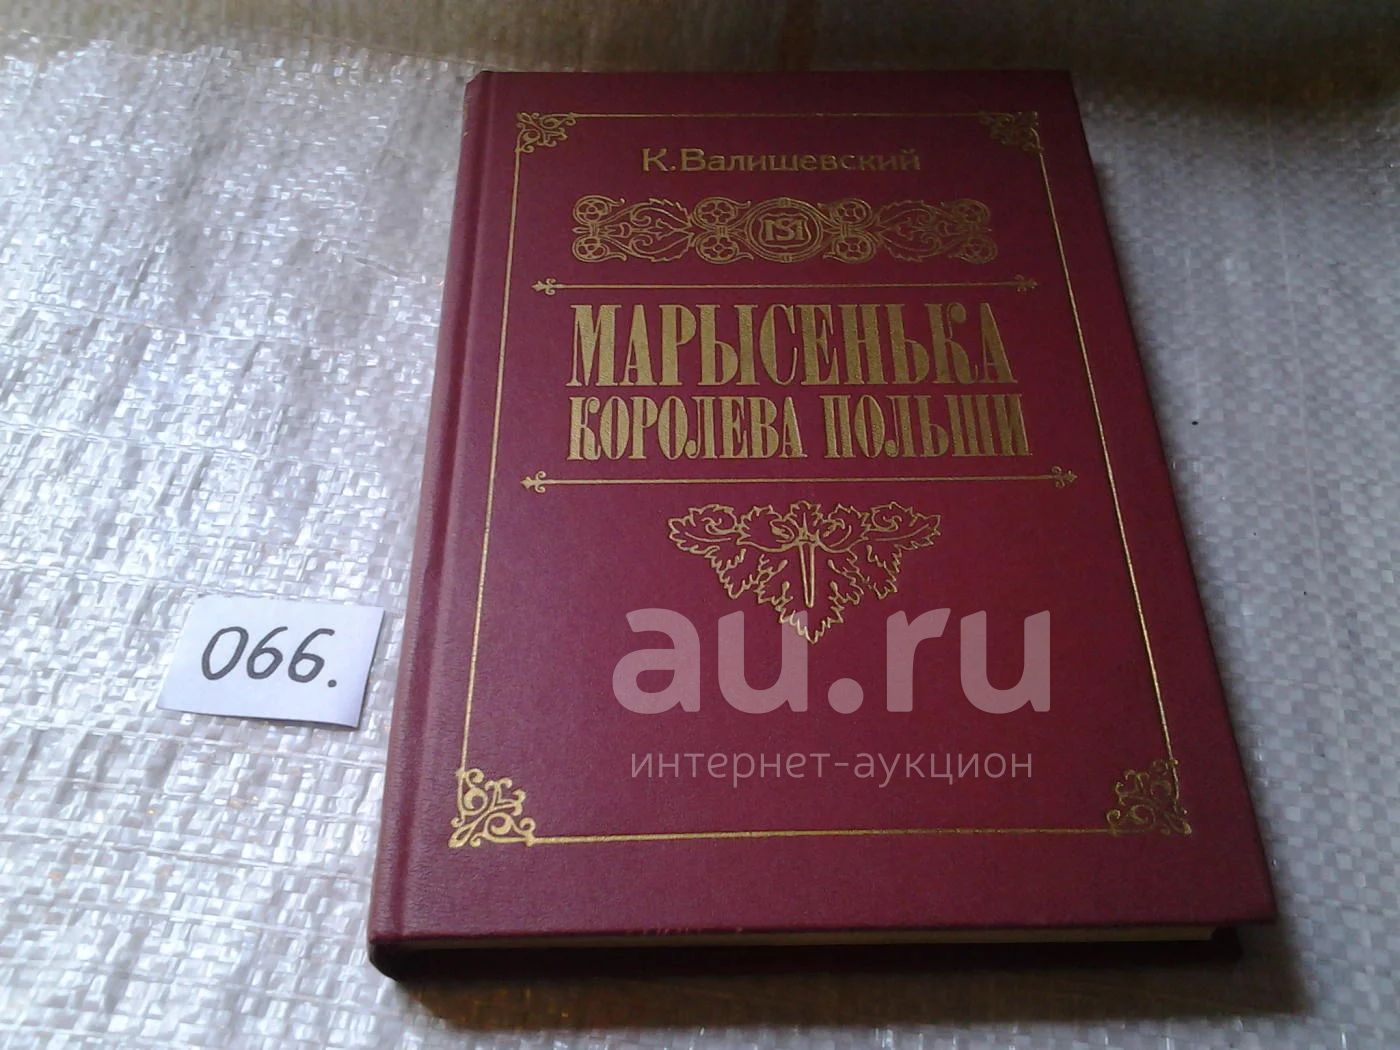 К.Валишевский
МАРЫСЕНЬКА
КОРОЛЕВА ПОЛЬШИ
066.
au.ru
интернет-аукцион